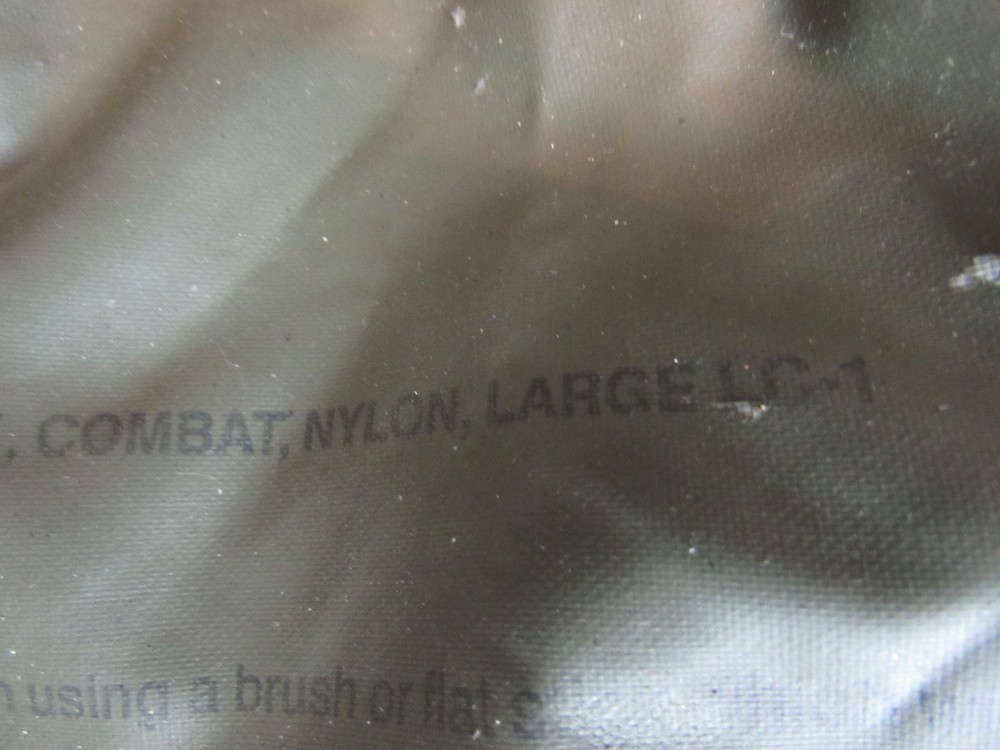 , COMBAT, NYLON, LARGE LC-1
using a brush or flat